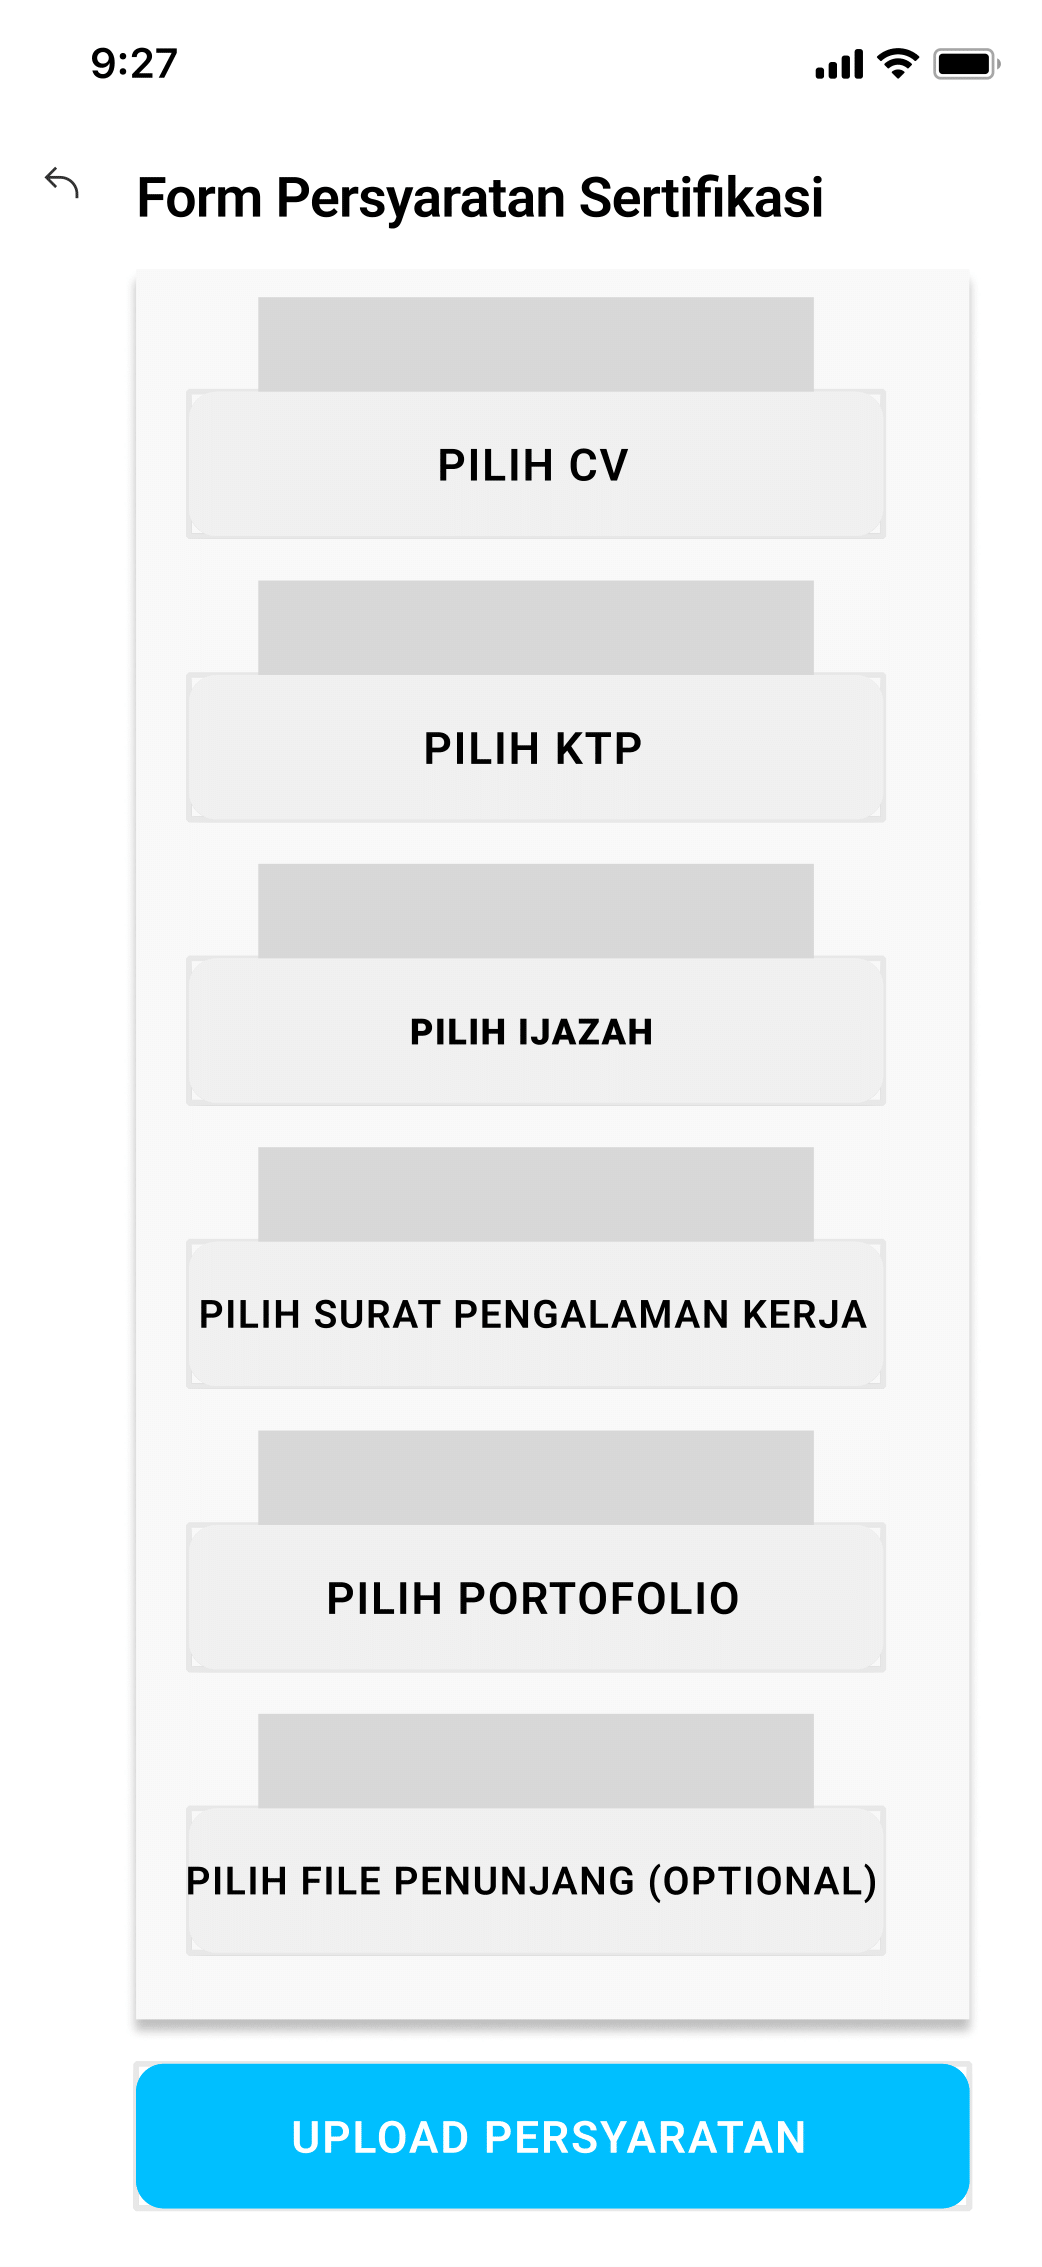 9:27
Form Persyaratan Sertifikasi
PILIH CV
PILIH KTP
PILIH IJAZAH
PILIH SURAT PENGALAMAN KERJA
PILIH PORTOFOLIO
PILIH FILE PENUNJANG (OPTIONAL)
UPLOAD PERSYARATAN